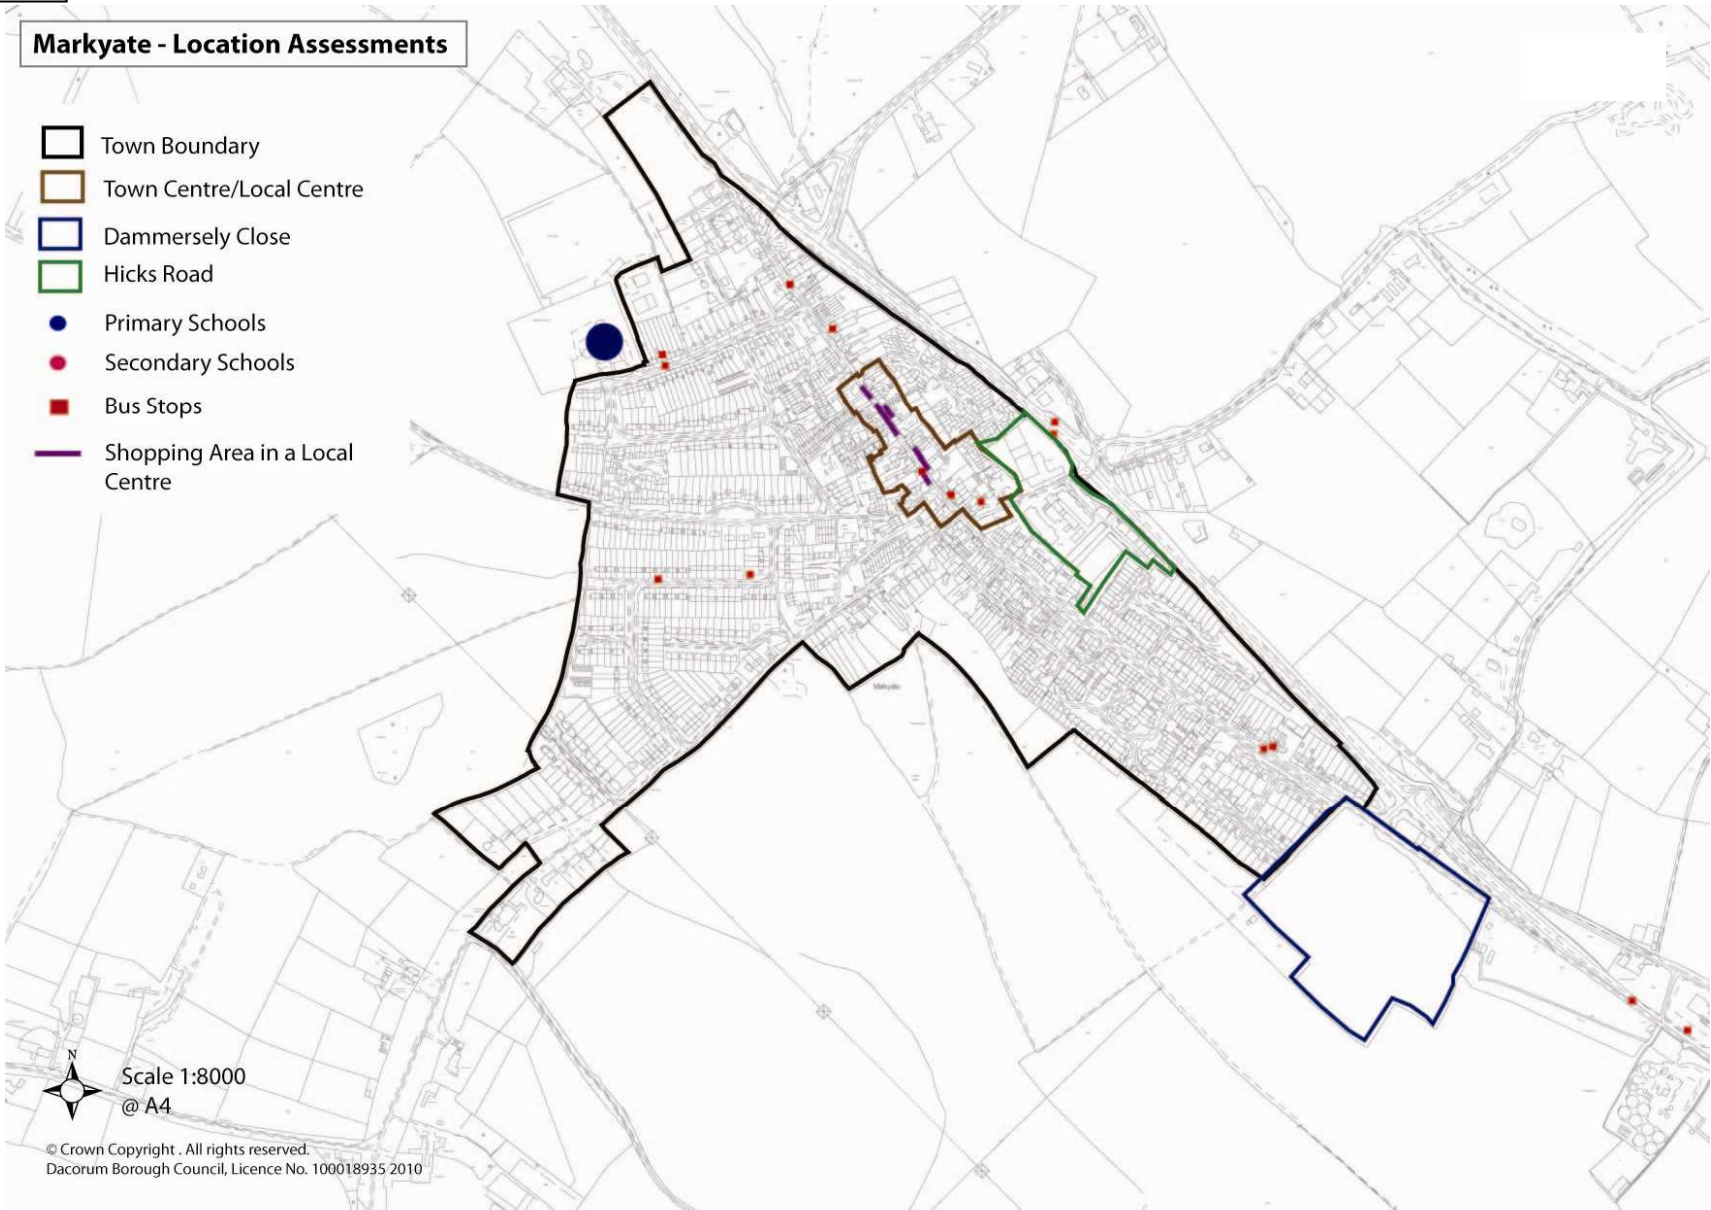 Markyate - Location Assessments
Town Boundary
Town Centre/Local Centre
Dammersely Close
Hicks Road
Primary Schools
Secondary Schools
Bus Stops
Shopping Area in a Local
Centre
Markyate
N
Scale 1:8000
@ A4
© Crown Copyright . All rights reserved.
Dacorum Borough Council, Licence No. 100018935 2010